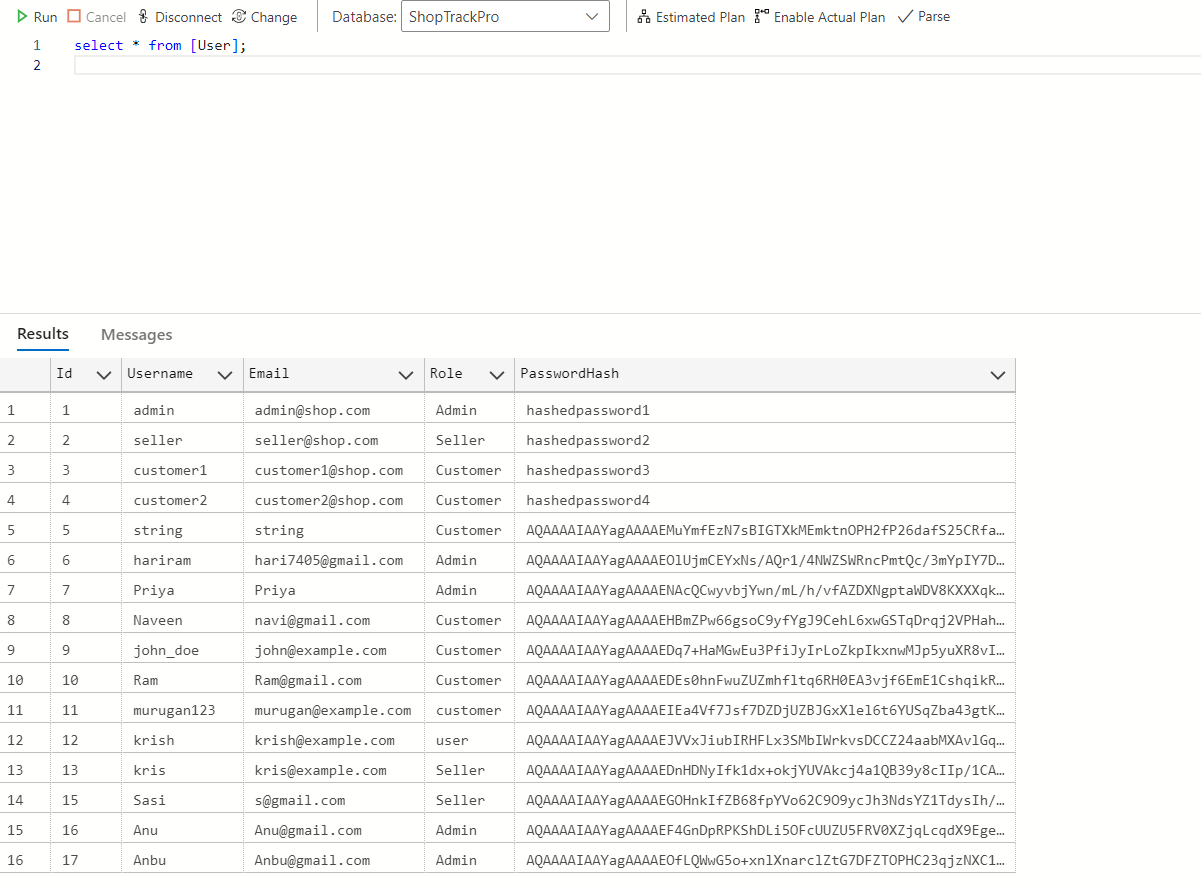 Run Cancel Disconnect Change Database: ShopTrackPro Estimated Plan Enable Actual Plan Parse
1 select * from [User];
2
Results Messages
Id Username Email Role PasswordHash
1 1 admin admin@shop.com Admin hashedpassword1
2 2 seller seller@shop.com Seller hashedpassword2
3 3 customer1 customer1@shop.com Customer hashedpassword3
4 4 customer2 customer2@shop.com Customer hashedpassword4
5 5 string string Customer AQAAAAIAAYagAAAAEMuYmfEzN7sBIGTXkMEmktnOPH2fP26dafS25CRfa…
6 6 hariram hari7405@gmail.com Admin AQAAAAIAAYagAAAAEOlUjmCEYxNs/AQr1/4NWZSWRncPmtQc/3mYpIY7D…
7 7 Priya Priya Admin AQAAAAIAAYagAAAAENAcQCwyvbjYwn/mL/h/vfAZDXNgptaWDV8KXXXqk…
8 8 Naveen navi@gmail.com Customer AQAAAAIAAYagAAAAEHBmZPw66gsoC9yfYgJ9CehL6xwGSTqDrqj2VPHah…
9 9 john_doe john@example.com Customer AQAAAAIAAYagAAAAEDq7+HaMGwEu3PfiJyIrLoZkpIkxnwMJp5yuXR8vI…
10 10 Ram Ram@gmail.com Customer AQAAAAIAAYagAAAAEDEs0hnFwuZUZmhfltq6RH0EA3vjf6EmE1CshqikR…
11 11 murugan123 murugan@example.com customer AQAAAAIAAYagAAAAEIEa4Vf7Jsf7DZDjUZBJGxXlel6t6YUSqZba43gtK…
12 12 krish krish@example.com user AQAAAAIAAYagAAAAEJVVxJiubIRHFLx3SMbIWrkvsDCCZ24aabMXAvlGq…
13 13 kris kris@example.com Seller AQAAAAIAAYagAAAAEDnHDNyIfk1dx+okjYUVAkcj4a1QB39y8cIIp/1CA…
14 15 Sasi s@gmail.com Seller AQAAAAIAAYagAAAAEGOHnkIfZB68fpYVo62C9O9ycJh3NdsYZ1TdysIh/…
15 16 Anu Anu@gmail.com Admin AQAAAAIAAYagAAAAEF4GnDpRPKShDLi5OFcUUZU5FRV0XZjqLcqdX9Ege…
16 17 Anbu Anbu@gmail.com Admin AQAAAAIAAYagAAAAEOfLQWwG5o+xnlXnarclZtG7DFZTOPHC23qjzNXC1…